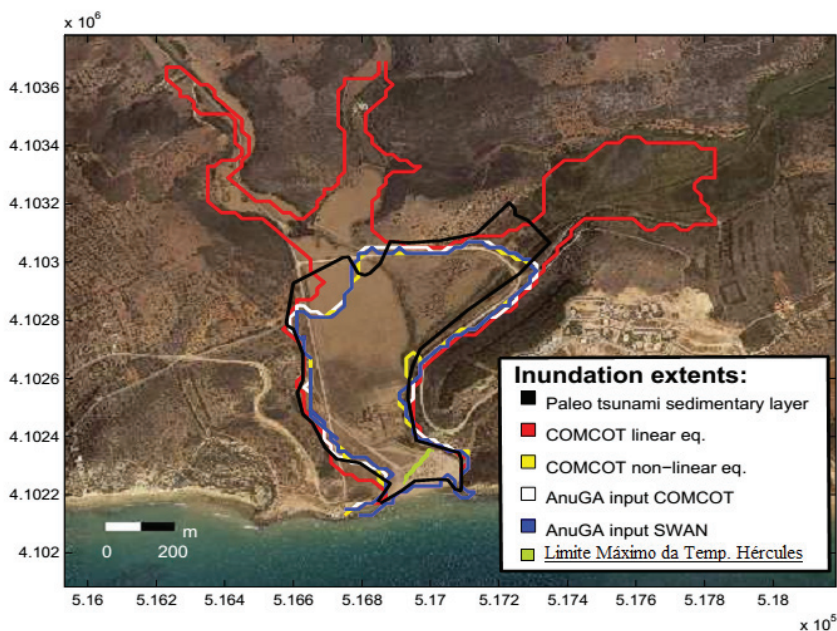 x 10⁶
4.1036
4.1034
4.1032
4.103
4.1028
4.1026
4.1024
4.1022
4.102
m
0 200
Inundation extents:
Paleo tsunami sedimentary layer
COMCOT linear eq.
COMCOT non-linear eq.
AnuGA input COMCOT
AnuGA input SWAN
Limite Máximo da Temp. Hércules
5.16 5.162 5.164 5.166 5.168 5.17 5.172 5.174 5.176 5.178 5.18
x 10⁵